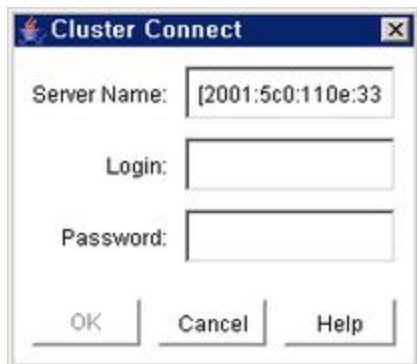 Cluster Connect
Server Name: [2001:5c0:110e:33
Login:
Password:
OK Cancel Help